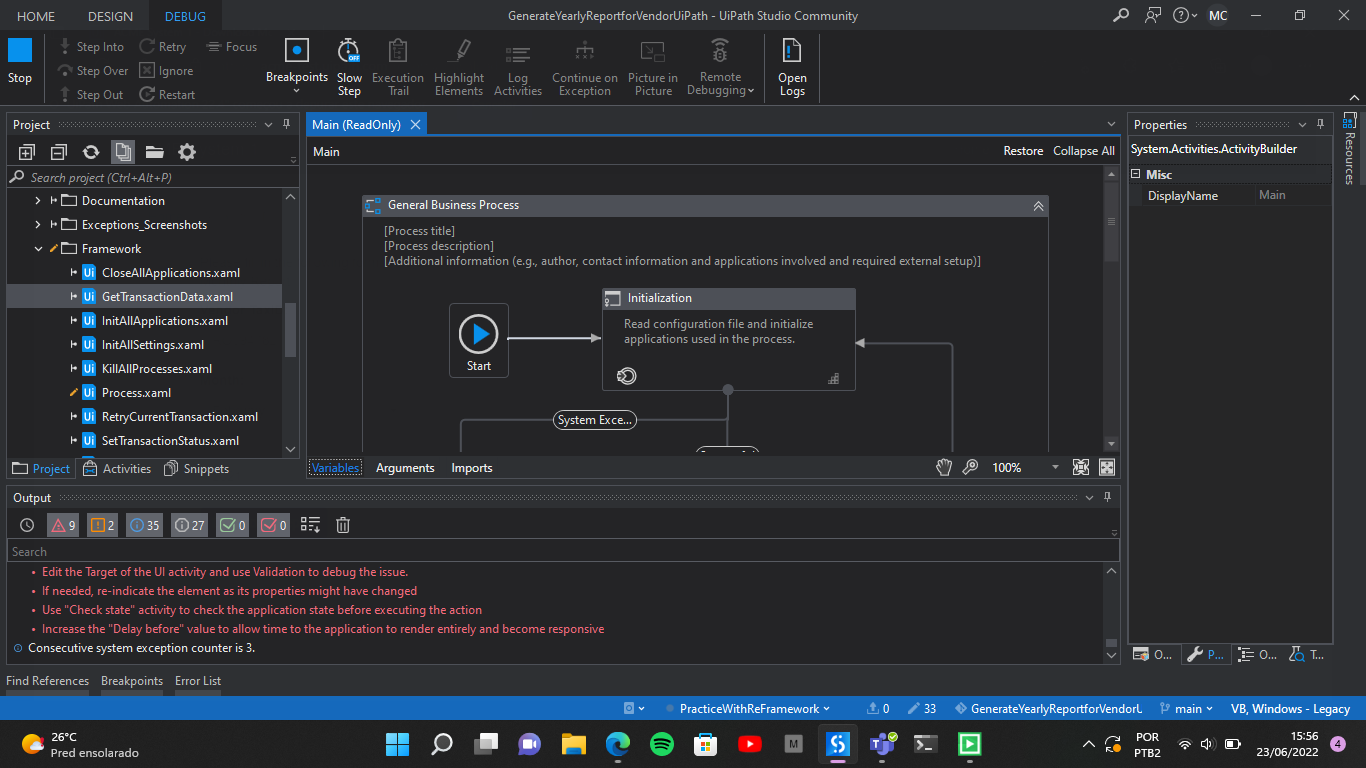 HOME DESIGN DEBUG GenerateYearlyReportforVendorUiPath - UiPath Studio Community MC
Stop
Step Into Retry Focus
Step Over Ignore
Step Out Restart
Breakpoints
Slow Step
Execution Trail
Highlight Elements
Log Activities
Continue on Exception
Picture in Picture
Remote Debugging
Open Logs
Project
Search project (Ctrl+Alt+P)
Documentation
Exceptions_Screenshots
Framework
CloseAllApplications.xaml
GetTransactionData.xaml
InitAllApplications.xaml
InitAllSettings.xaml
KillAllProcesses.xaml
Process.xaml
RetryCurrentTransaction.xaml
SetTransactionStatus.xaml
Project Activities Snippets
Main (ReadOnly)
Main Restore Collapse All
General Business Process
[Process title]
[Process description]
[Additional information (e.g., author, contact information and applications involved and required external setup)]
Start
Initialization
Read configuration file and initialize
applications used in the process.
System Exce...
Variables Arguments Imports 100%
Properties
System.Activities.ActivityBuilder
Misc
DisplayName Main
Resources
O... P... O... T...
Output
9 2 35 27 0 0
Search
• Edit the Target of the UI activity and use Validation to debug the issue.
• If needed, re-indicate the element as its properties might have changed
• Use "Check state" activity to check the application state before executing the action
• Increase the "Delay before" value to allow time to the application to render entirely and become responsive
Consecutive system exception counter is 3.
Find References Breakpoints Error List
PracticeWithReFramework 0 33 GenerateYearlyReportforVendorU main VB, Windows - Legacy
26°C
Pred ensolarado
M
POR
PTB2
15:56
23/06/2022
4